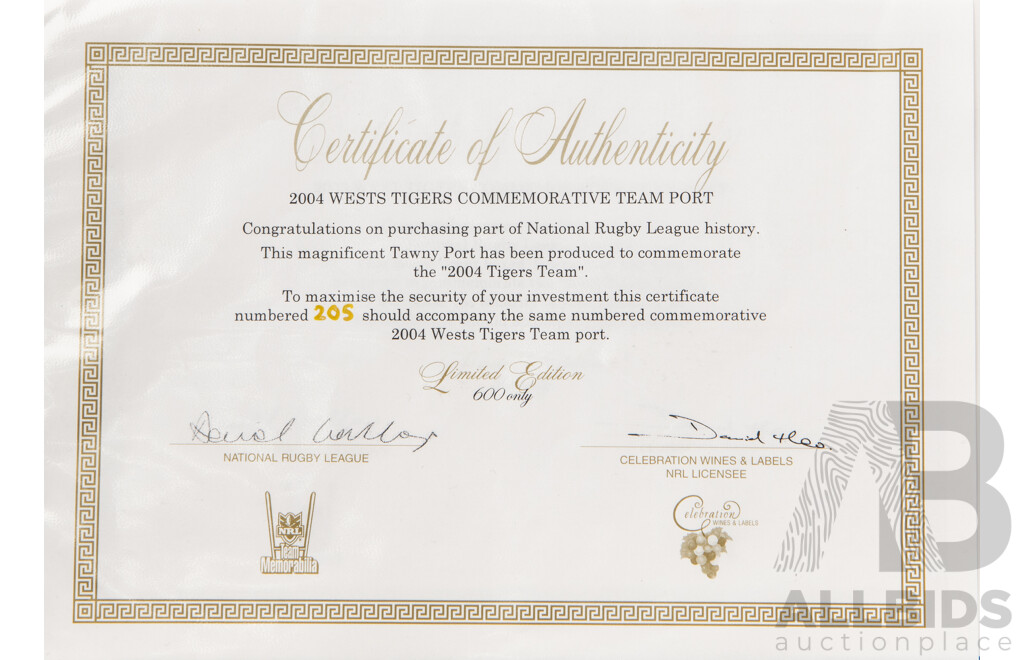 Certificate of Authenticity
2004 WESTS TIGERS COMMEMORATIVE TEAM PORT
Congratulations on purchasing part of National Rugby League history.
This magnificent Tawny Port has been produced to commemorate
the "2004 Tigers Team".
To maximise the security of your investment this certificate
numbered 205 should accompany the same numbered commemorative
2004 Wests Tigers Team port.
Limited Edition
600 only
NATIONAL RUGBY LEAGUE
CELEBRATION WINES & LABELS
NRL LICENSEE
NRL
Team
Memorabilia
Celebration
WINES & LABELS
AB
ALLBIDS
auctionplace